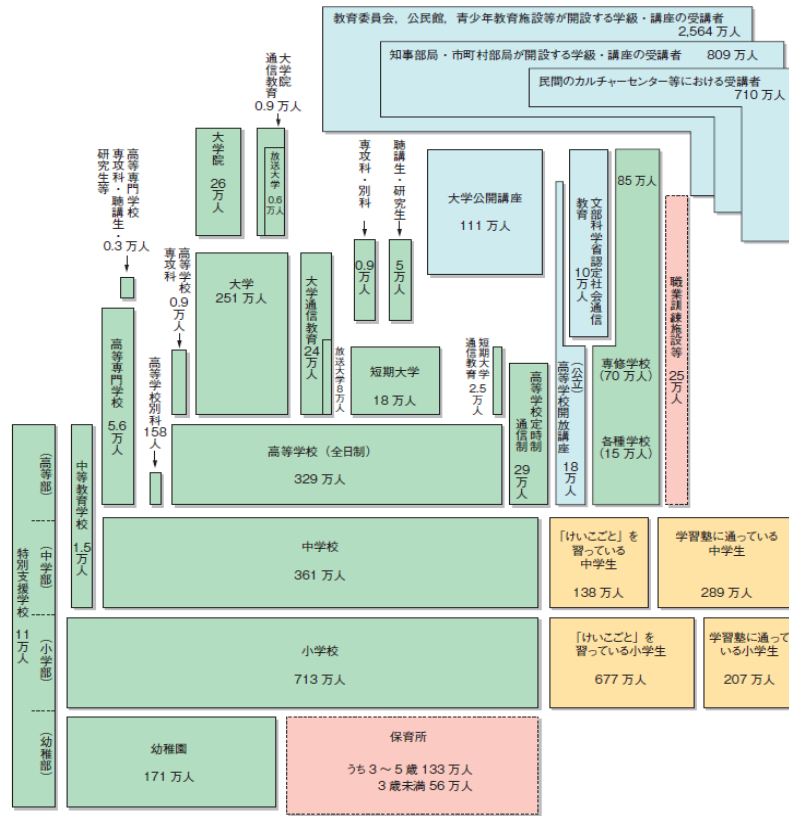 教育委員会，公民館，青少年教育施設等が開設する学級・講座の受講者
2,564 万人
知事部局・市町村部局が開設する学級・講座の受講者　809 万人
民間のカルチャーセンター等における受講者
710 万人
大学院
通信教育
0.9 万人
大学院
26
万人
放送大学
0.6
万人
高等専門学校
専攻科・聴講生・
研究生等
0.3 万人
専攻科・別科
0.9
万人
聴講生・研究生
5
万人
大学公開講座
111 万人
文部科学省認定社会通信
教育
10
万人
85 万人
職業訓練施設等
25
万人
高等学校
専攻科
0.9
万人
大学
251 万人
大学通信教育
24
万人
放送大学8万人
短期大学
18 万人
短期大学
通信教育
2.5
万人
高等専門学校
5.6
万人
高等学校別科
158
人
高等学校定時制
通信制
29
万人
(公立)
高等学校開放講座
18
万人
専修学校
(70 万人)
各種学校
(15 万人)
高等学校（全日制）
329 万人
特別支援学校
11
万人
(高等部)
(中学部)
(小学部)
(幼稚部)
中等教育学校
1.5
万人
中学校
361 万人
「けいこごと」を
習っている
中学生
138 万人
学習塾に通っている
中学生
289 万人
小学校
713 万人
「けいこごと」を
習っている小学生
677 万人
学習塾に通って
いる小学生
207 万人
幼稚園
171 万人
保育所
うち 3 ～ 5 歳 133 万人
3 歳未満 56 万人